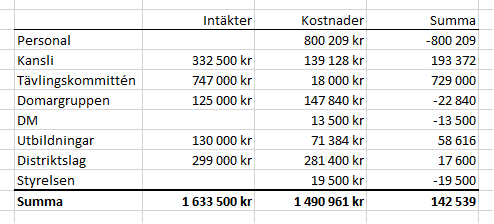 Intäkter Kostnader Summa
Personal 800 209 kr -800 209
Kansli 332 500 kr 139 128 kr 193 372
Tävlingskommittén 747 000 kr 18 000 kr 729 000
Domargruppen 125 000 kr 147 840 kr -22 840
DM 13 500 kr -13 500
Utbildningar 130 000 kr 71 384 kr 58 616
Distriktslag 299 000 kr 281 400 kr 17 600
Styrelsen 19 500 kr -19 500
Summa 1 633 500 kr 1 490 961 kr 142 539